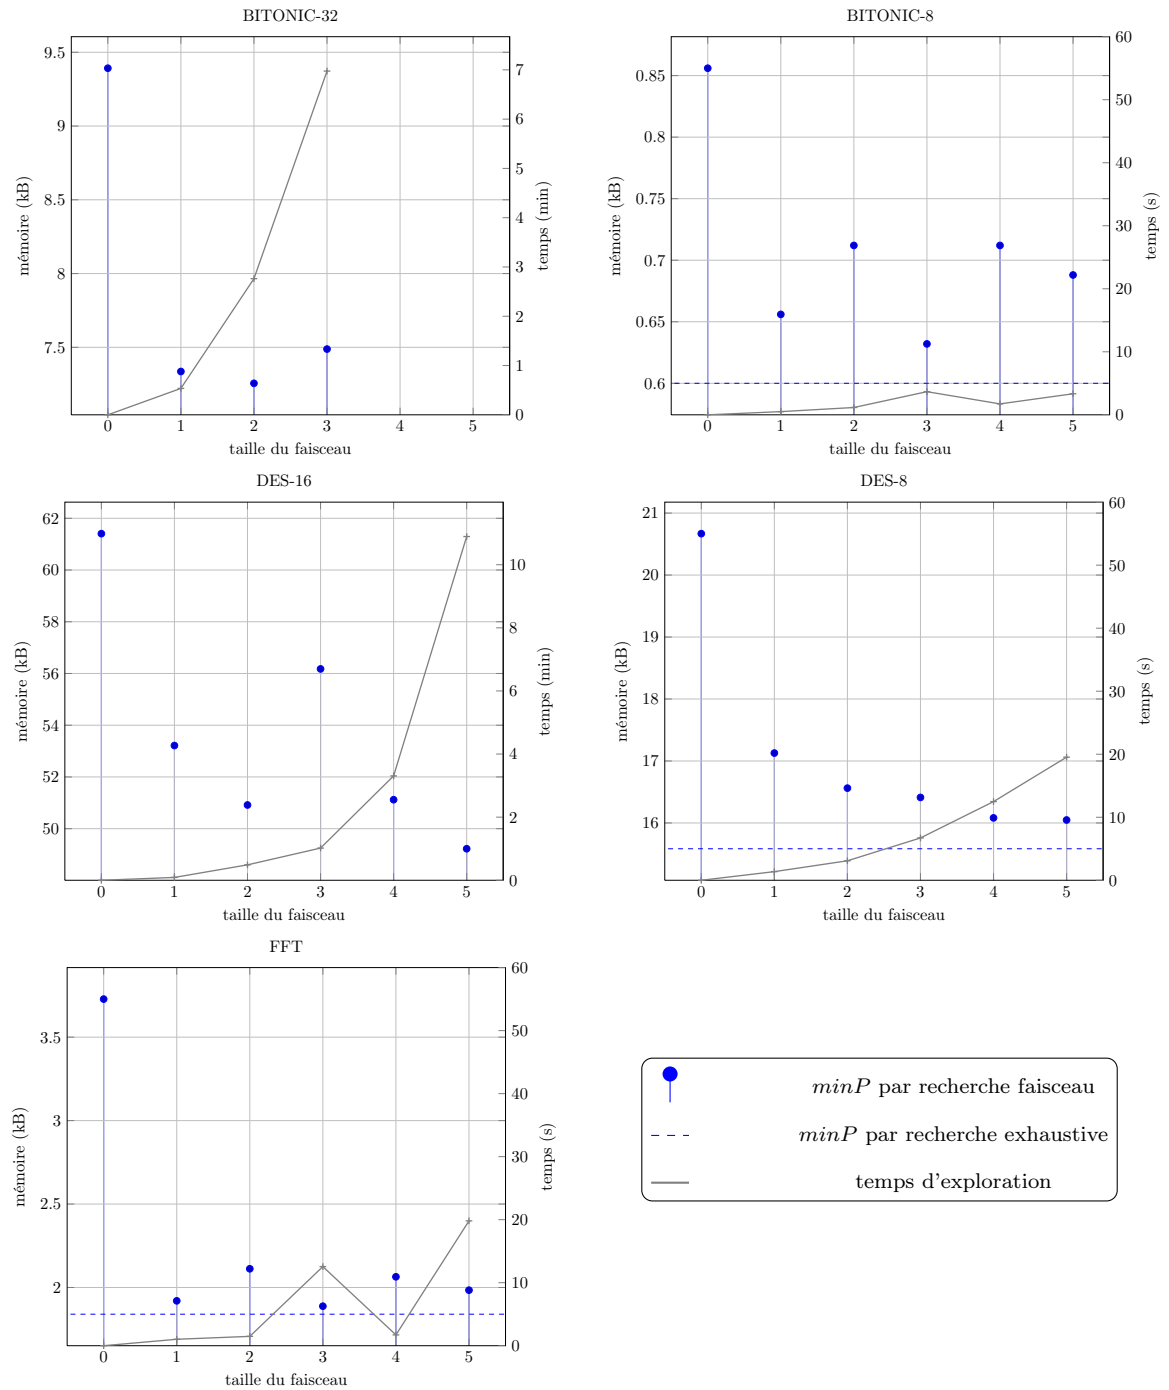 BITONIC-32
9.5
9
8.5
8
7.5
mémoire (kB)
7
6
5
4
3
2
1
0
temps (min)
0 1 2 3 4 5
taille du faisceau
BITONIC-8
0.85
0.8
0.75
0.7
0.65
0.6
mémoire (kB)
60
50
40
30
20
10
0
temps (s)
0 1 2 3 4 5
taille du faisceau
DES-16
62
60
58
56
54
52
50
mémoire (kB)
10
8
6
4
2
0
temps (min)
0 1 2 3 4 5
taille du faisceau
DES-8
21
20
19
18
17
16
mémoire (kB)
60
50
40
30
20
10
0
temps (s)
0 1 2 3 4 5
taille du faisceau
FFT
3.5
3
2.5
2
mémoire (kB)
60
50
40
30
20
10
0
temps (s)
0 1 2 3 4 5
taille du faisceau
minP par recherche faisceau
minP par recherche exhaustive
temps d'exploration